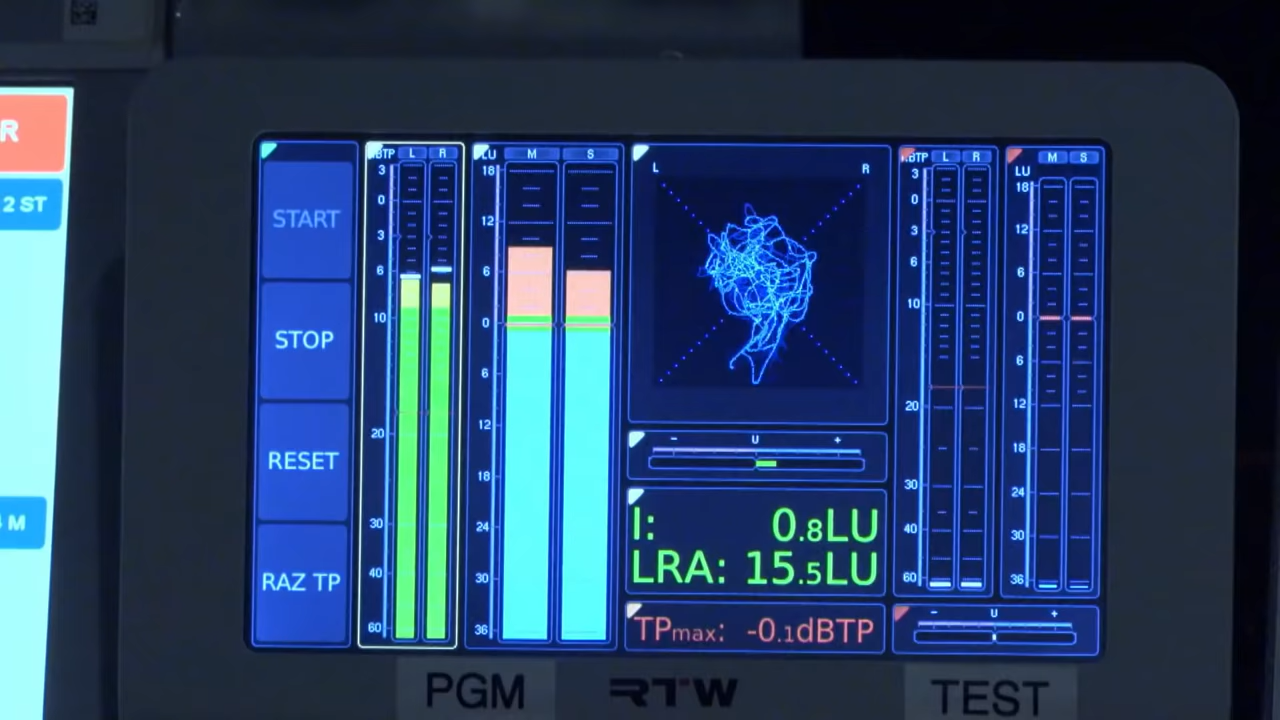 R
2 ST
M
START
STOP
RESET
RAZ TP
BTP L R
3
0
3
6
10
20
30
40
60
LU M S
18
12
6
0
6
12
18
24
30
36
L R
- U +
I: 0.8LU
LRA: 15.5LU
TPmax: -0.1dBTP
BTP L R
3
0
3
6
10
20
30
40
60
M S
LU
18
12
6
0
6
12
18
24
30
36
- U +
PGM
RTW
TEST